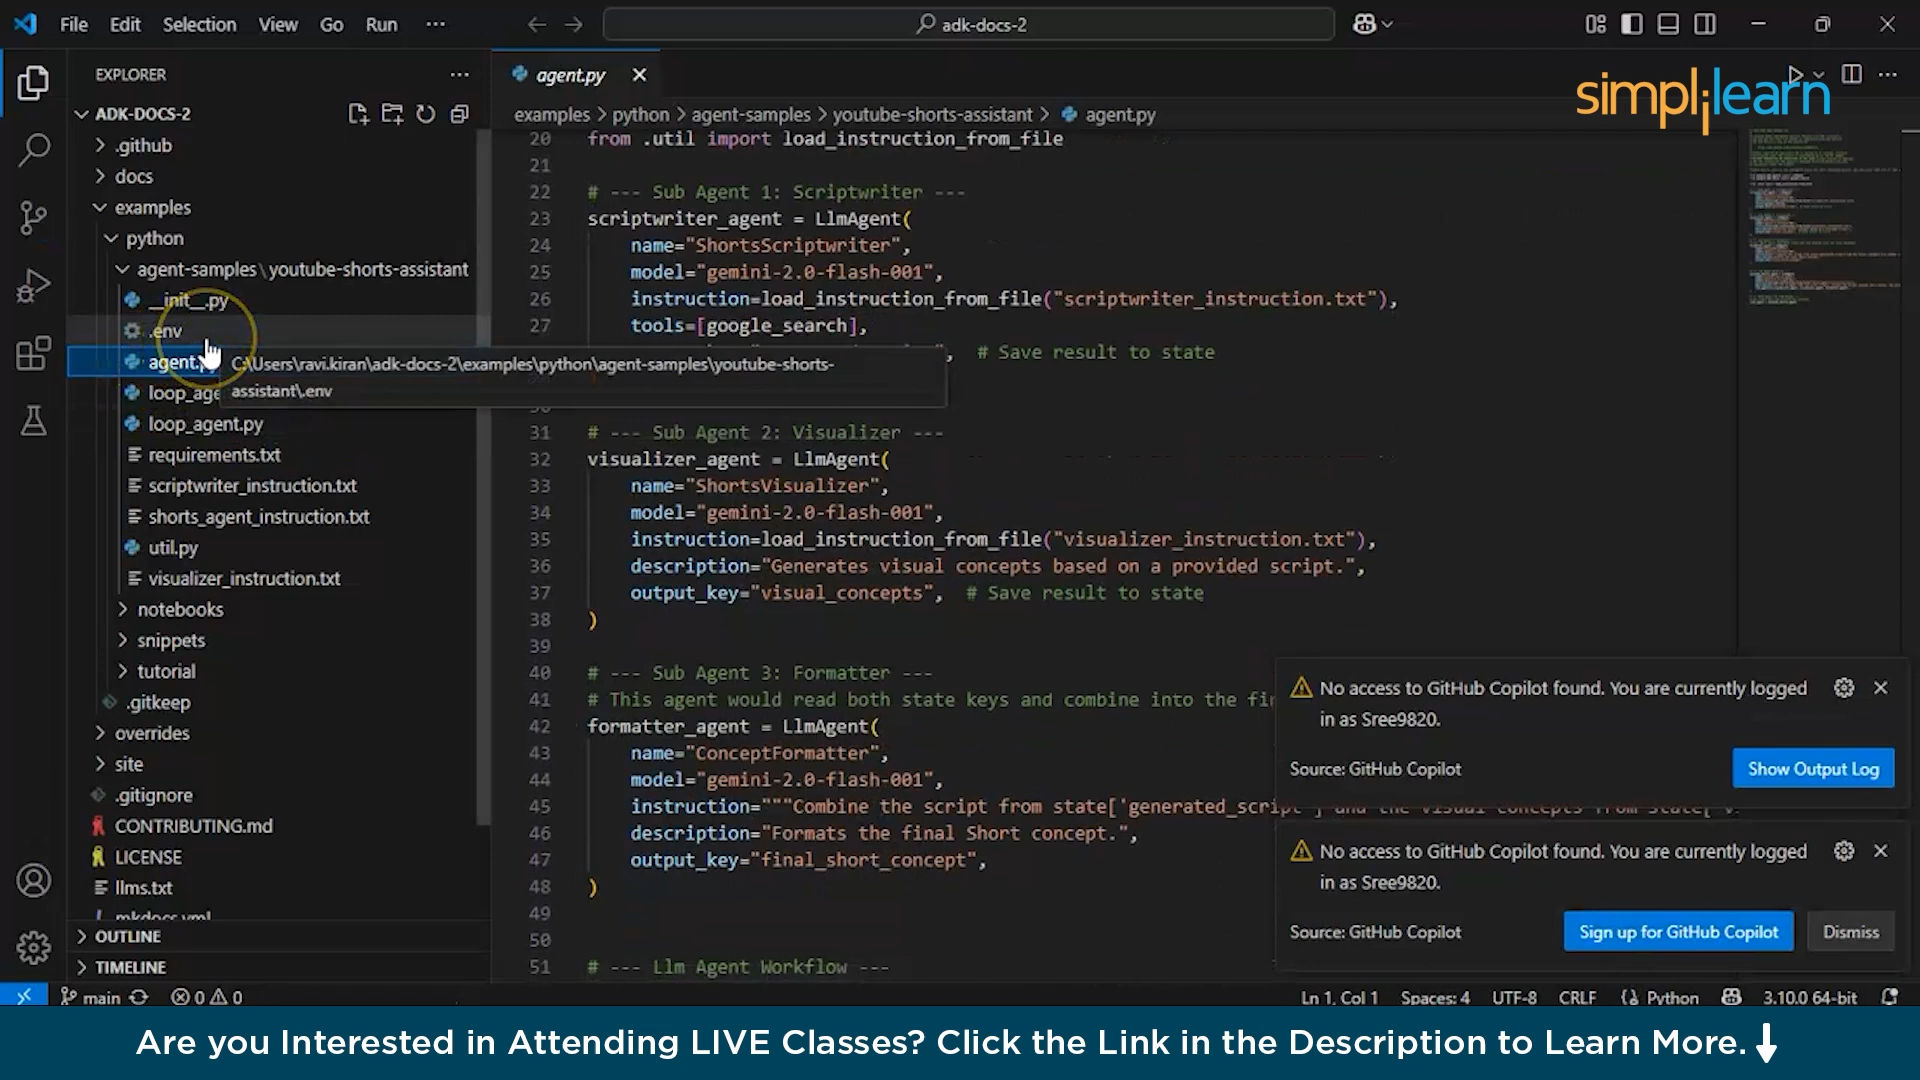 File Edit Selection View Go Run ···
adk-docs-2
EXPLORER ···
ADK-DOCS-2
.github
docs
examples
python
agent-samples\youtube-shorts-assistant
__init__.py
.env
agent.p
loop_age
loop_agent.py
requirements.txt
scriptwriter_instruction.txt
shorts_agent_instruction.txt
util.py
visualizer_instruction.txt
notebooks
snippets
tutorial
.gitkeep
overrides
site
.gitignore
CONTRIBUTING.md
LICENSE
llms.txt
mkdocs.yml
OUTLINE
TIMELINE
C:\Users\ravi.kiran\adk-docs-2\examples\python\agent-samples\youtube-shorts-
assistant\.env
agent.py
simplilearn
examples > python > agent-samples > youtube-shorts-assistant > agent.py
20 from .util import load_instruction_from_file
21
22 # --- Sub Agent 1: Scriptwriter ---
23 scriptwriter_agent = LlmAgent(
24 name="ShortsScriptwriter",
25 model="gemini-2.0-flash-001",
26 instruction=load_instruction_from_file("scriptwriter_instruction.txt"),
27 tools=[google_search],
, # Save result to state
31 # --- Sub Agent 2: Visualizer ---
32 visualizer_agent = LlmAgent(
33 name="ShortsVisualizer",
34 model="gemini-2.0-flash-001",
35 instruction=load_instruction_from_file("visualizer_instruction.txt"),
36 description="Generates visual concepts based on a provided script.",
37 output_key="visual_concepts", # Save result to state
38 )
39
40 # --- Sub Agent 3: Formatter ---
41 # This agent would read both state keys and combine into the fi
42 formatter_agent = LlmAgent(
43 name="ConceptFormatter",
44 model="gemini-2.0-flash-001",
45 instruction="""Combine the script from state['generated_script'] and the visual concepts from state['v
46 description="Formats the final Short concept.",
47 output_key="final_short_concept",
48 )
49
50
51 # --- Llm Agent Workflow ---
No access to GitHub Copilot found. You are currently logged
in as Sree9820.
Source: GitHub Copilot
Show Output Log
No access to GitHub Copilot found. You are currently logged
in as Sree9820.
Source: GitHub Copilot
Sign up for GitHub Copilot
Dismiss
main 0 0
Ln 1, Col 1 Spaces: 4 UTF-8 CRLF Python 3.10.0 64-bit
Are you Interested in Attending LIVE Classes? Click the Link in the Description to Learn More.